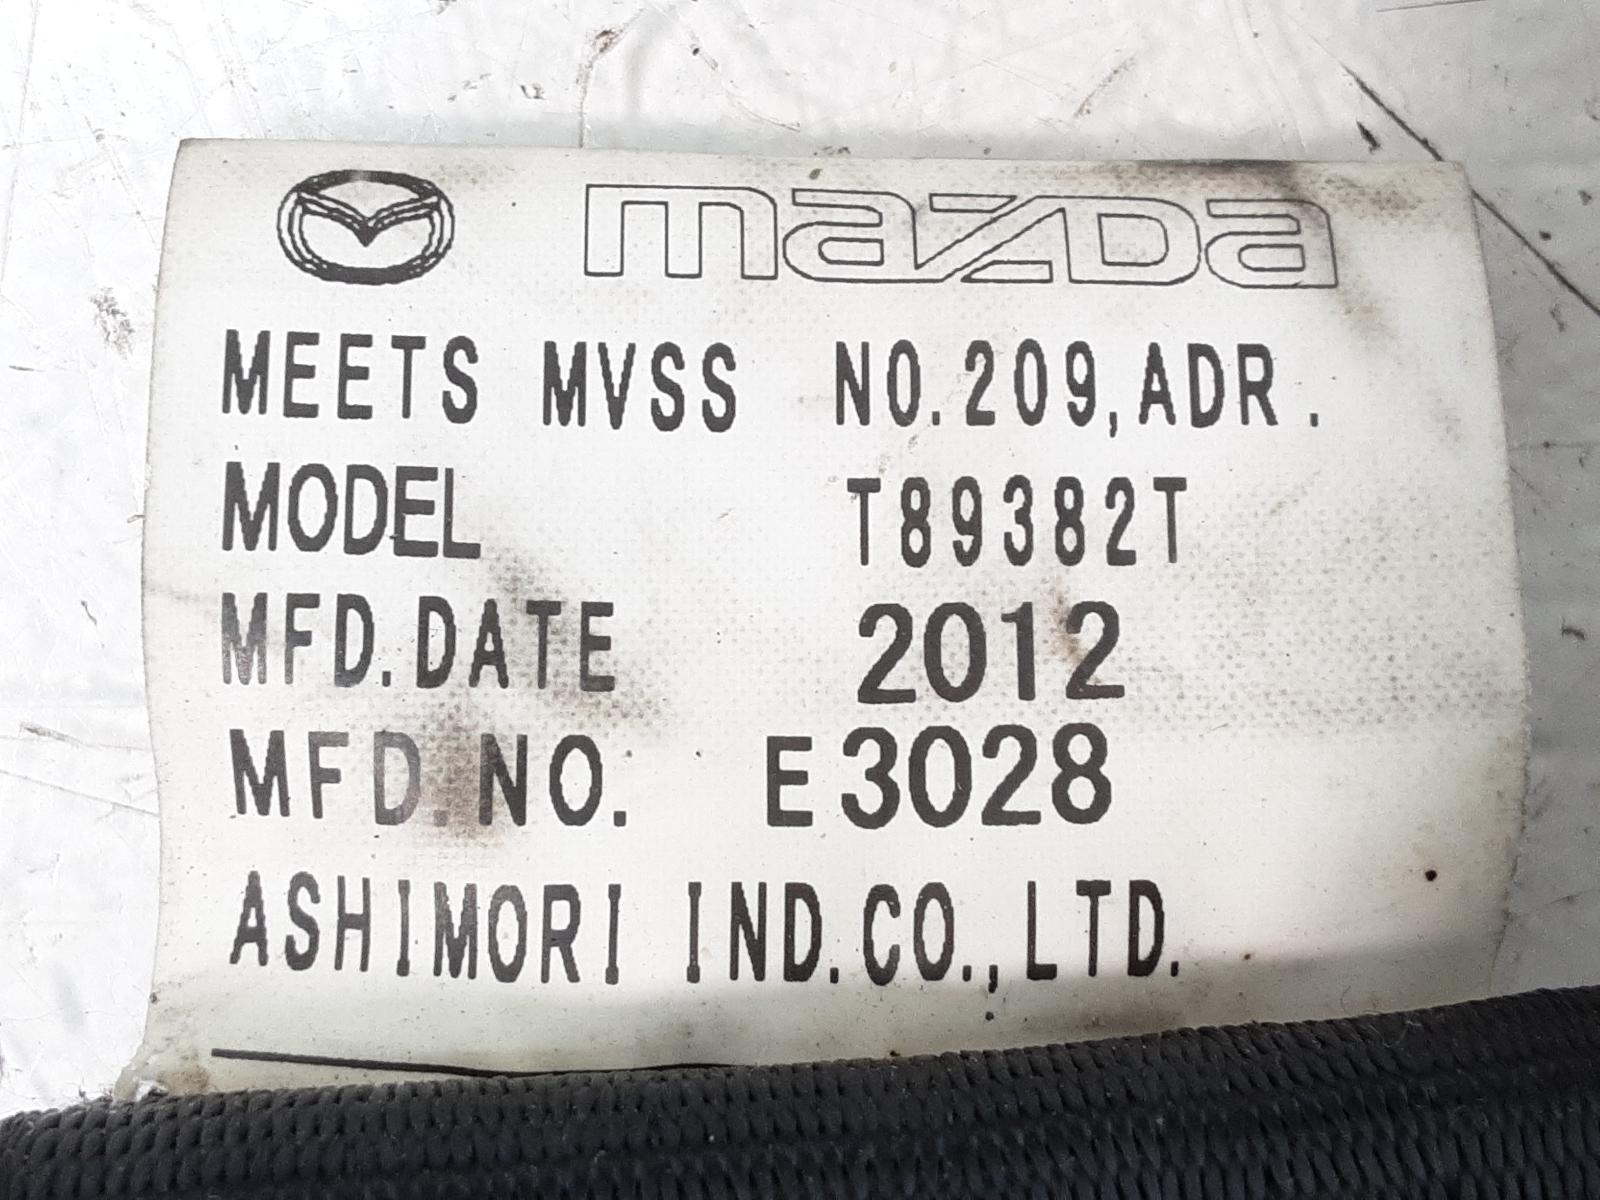 mazda
MEETS MVSS NO.209,ADR.
MODEL T89382T
MFD.DATE 2012
MFD.NO. E3028
ASHIMORI IND.CO.,LTD.